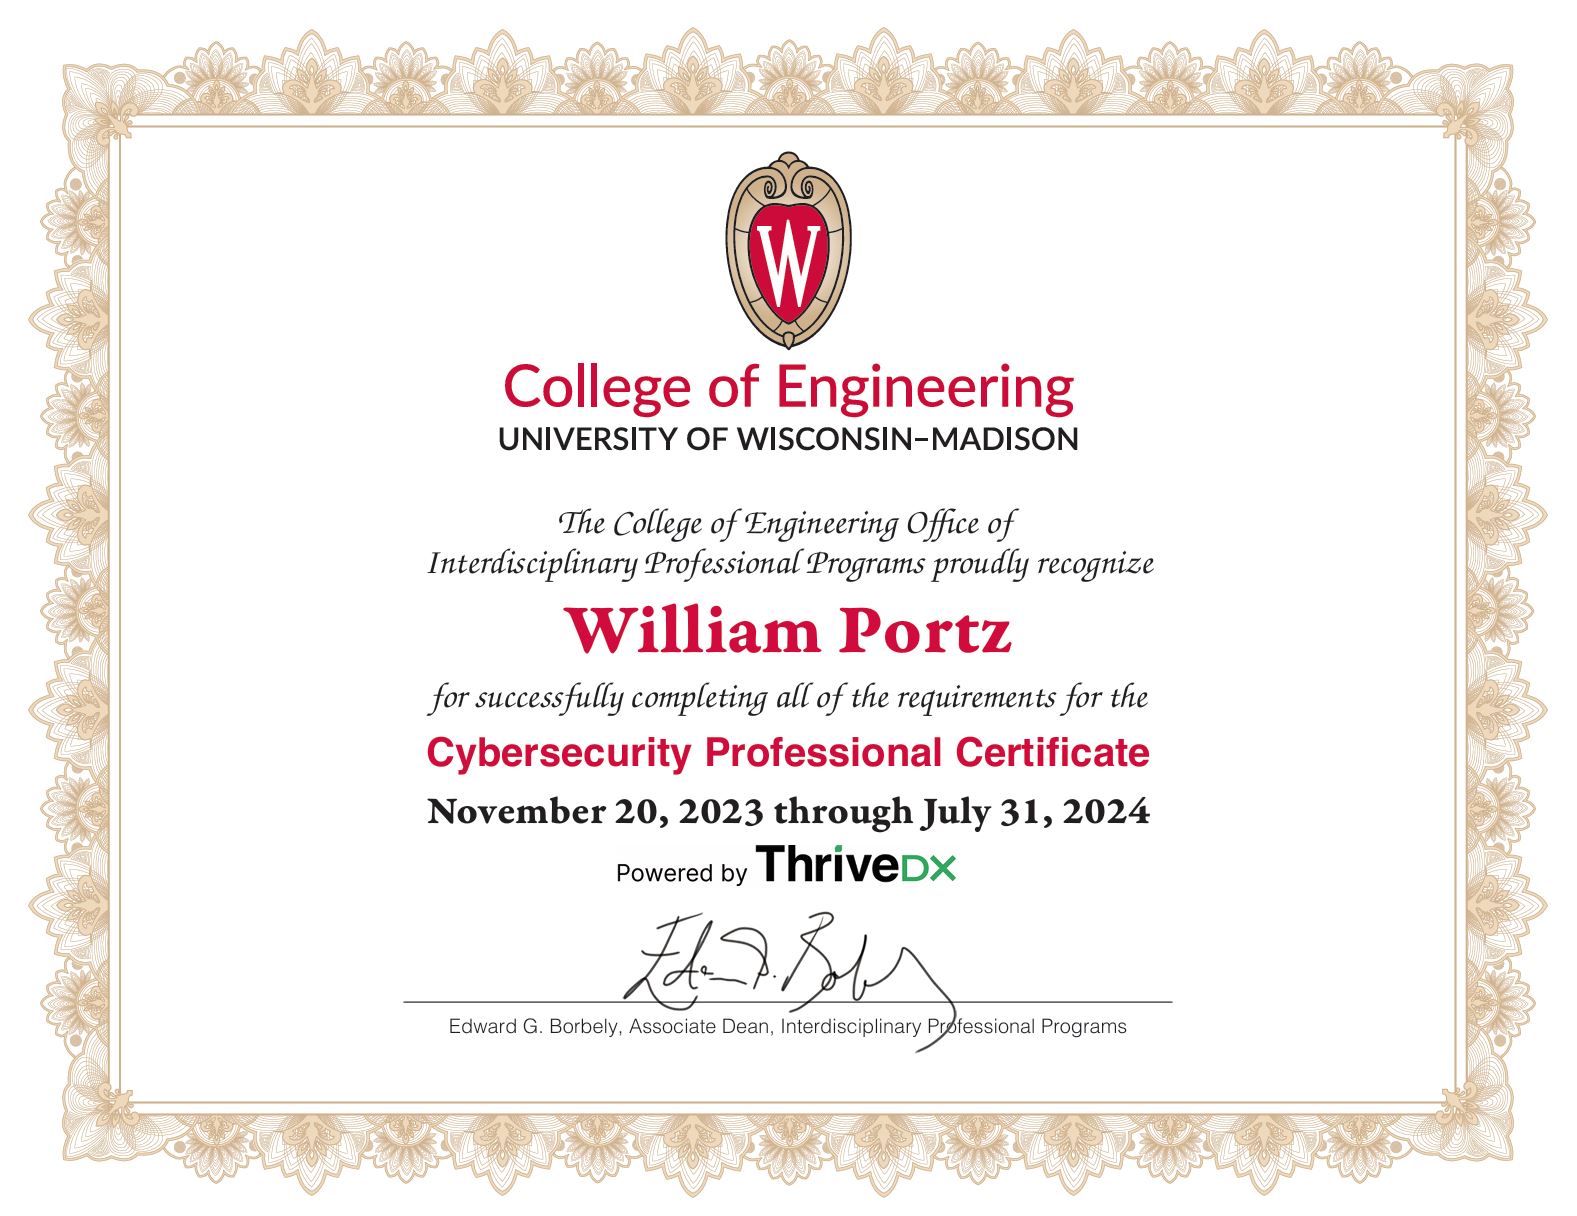 W
College of Engineering
UNIVERSITY OF WISCONSIN–MADISON
The College of Engineering Office of
Interdisciplinary Professional Programs proudly recognize
William Portz
for successfully completing all of the requirements for the
Cybersecurity Professional Certificate
November 20, 2023 through July 31, 2024
Powered by ThriveDX
Edward G. Borbely, Associate Dean, Interdisciplinary Professional Programs